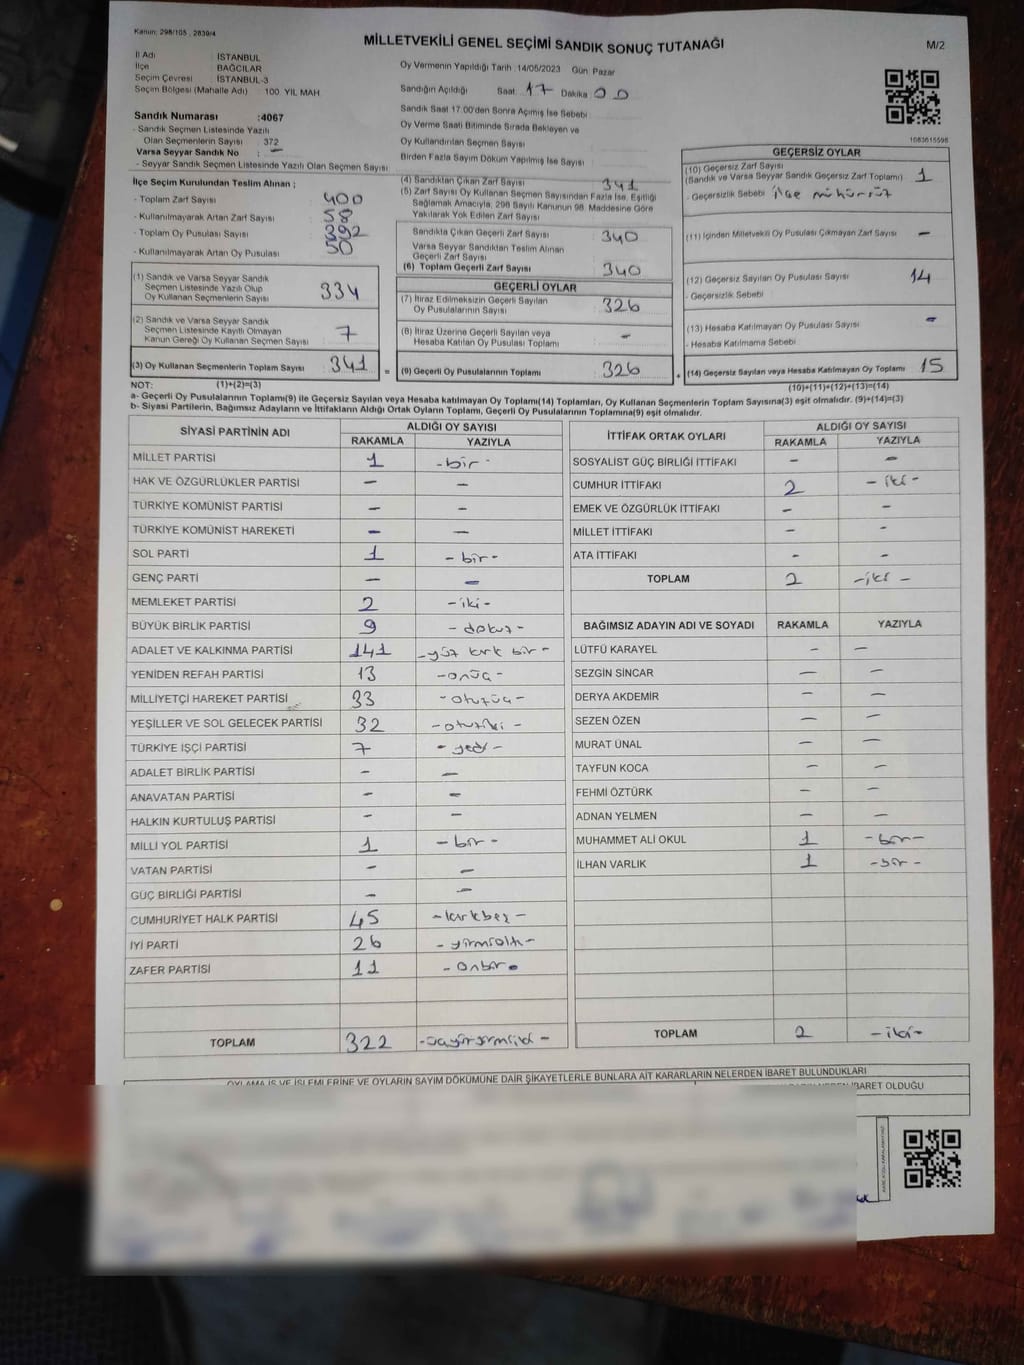 Kanun: 298/105 , 2839/4
MİLLETVEKİLİ GENEL SEÇİMİ SANDIK SONUÇ TUTANAĞI
M/2
İl Adı : İSTANBUL
İlçe : BAĞCILAR
Seçim Çevresi : İSTANBUL-3
Seçim Bölgesi (Mahalle Adı) : 100 YIL MAH
Sandık Numarası :4067
- Sandık Seçmen Listesinde Yazılı
Olan Seçmenlerin Sayısı : 372
Varsa Seyyar Sandık No : -
- Seyyar Sandık Seçmen Listesinde Yazılı Olan Seçmen Sayısı
Oy Vermenin Yapıldığı Tarih :14/05/2023 Gün Pazar
Sandığın Açıldığı Saat 17 Dakika 00
Sandık Saat 17.00'den Sonra Açımış İse Sebebi
Oy Verme Saati Bitiminde Sırada Bekleyen ve
Oy Kullandırılan Seçmen Sayısı
Birden Fazla Sayım Döküm Yapılmış İse Sayısı
1083615598
İlçe Seçim Kurulundan Teslim Alınan ;
- Toplam Zarf Sayısı : 400
- Kullanılmayarak Artan Zarf Sayısı : 58
- Toplam Oy Pusulası Sayısı : 392
- Kullanılmayarak Artan Oy Pusulası : 50
(1) Sandık ve Varsa Seyyar Sandık
Seçmen Listesinde Yazılı Olup
Oy Kullanan Seçmenlerin Sayısı : 334
(2) Sandık ve Varsa Seyyar Sandık
Seçmen Listesinde Kayıtlı Olmayan
Kanun Gereği Oy Kullanan Seçmen Sayısı : 7
(3) Oy Kullanan Seçmenlerin Toplam Sayısı : 341
(4) Sandıktan Çıkan Zarf Sayısı 341
(5) Zarf Sayısı Oy Kullanan Seçmen Sayısından Fazla İse, Eşitliği
Sağlamak Amacıyla, 298 Sayılı Kanunun 98. Maddesine Göre
Yakılarak Yok Edilen Zarf Sayısı
Sandıkta Çıkan Geçerli Zarf Sayısı : 340
Varsa Seyyar Sandıktan Teslim Alınan
Geçerli Zarf Sayısı
(6) Toplam Geçerli Zarf Sayısı : 340
GEÇERLİ OYLAR
(7) İtiraz Edilmeksizin Geçerli Sayılan
Oy Pusulalarının Sayısı : 326
(8) İtiraz Üzerine Geçerli Sayılan veya
Hesaba Katılan Oy Pusulası Toplamı : -
= (9) Geçerli Oy Pusulalarının Toplamı : 326
GEÇERSİZ OYLAR
(10) Geçersiz Zarf Sayısı
(Sandık ve Varsa Seyyar Sandık Geçersiz Zarf Toplamı) : 1
- Geçersizlik Sebebi : ilçe mühürsüz
(11) İçinden Milletvekili Oy Pusulası Çıkmayan Zarf Sayısı : -
(12) Geçersiz Sayılan Oy Pusulası Sayısı : 14
- Geçersizlik Sebebi
(13) Hesaba Katılmayan Oy Pusulası Sayısı : -
- Hesaba Katılmama Sebebi
+ (14) Geçersiz Sayılan veya Hesaba Katılmayan Oy Toplamı : 15
NOT: (1)+(2)=(3)
(10)+(11)+(12)+(13)=(14)
a- Geçerli Oy Pusulalarının Toplamı(9) ile Geçersiz Sayılan veya Hesaba katılmayan Oy Toplam(14) Toplamları, Oy Kullanan Seçmenlerin Toplam Sayısına(3) eşit olmalıdır. (9)+(14)=(3)
b- Siyasi Partilerin, Bağımsız Adayların ve İttifakların Aldığı Ortak Oyların Toplamı, Geçerli Oy Pusulalarının Toplamına(9) eşit olmalıdır.
SİYASİ PARTİNİN ADI ALDIĞI OY SAYISI
RAKAMLA YAZIYLA
MİLLET PARTİSİ 1 -bir-
HAK VE ÖZGÜRLÜKLER PARTİSİ - -
TÜRKİYE KOMÜNİST PARTİSİ - -
TÜRKİYE KOMÜNİST HAREKETİ - -
SOL PARTİ 1 -bir-
GENÇ PARTİ - -
MEMLEKET PARTİSİ 2 -iki-
BÜYÜK BİRLİK PARTİSİ 9 -dokuz-
ADALET VE KALKINMA PARTİSİ 141 -yüz kırk bir-
YENİDEN REFAH PARTİSİ 13 -onüç-
MİLLİYETÇİ HAREKET PARTİSİ 33 -otuzüç-
YEŞİLLER VE SOL GELECEK PARTİSİ 32 -otuziki-
TÜRKİYE İŞÇİ PARTİSİ 7 -yedi-
ADALET BİRLİK PARTİSİ - -
ANAVATAN PARTİSİ - -
HALKIN KURTULUŞ PARTİSİ - -
MİLLİ YOL PARTİSİ 1 -bir-
VATAN PARTİSİ - -
GÜÇ BİRLİĞİ PARTİSİ - -
CUMHURİYET HALK PARTİSİ 45 -kırkbeş-
İYİ PARTİ 26 -yirmialtı-
ZAFER PARTİSİ 11 -onbir-
TOPLAM 322
İTTİFAK ORTAK OYLARI ALDIĞI OY SAYISI
RAKAMLA YAZIYLA
SOSYALİST GÜÇ BİRLİĞİ İTTİFAKI - -
CUMHUR İTTİFAKI 2 -iki-
EMEK VE ÖZGÜRLÜK İTTİFAKI - -
MİLLET İTTİFAKI - -
ATA İTTİFAKI - -
TOPLAM 2 -iki-
BAĞIMSIZ ADAYIN ADI VE SOYADI RAKAMLA YAZIYLA
LÜTFÜ KARAYEL - -
SEZGİN SİNCAR - -
DERYA AKDEMİR - -
SEZEN ÖZEN - -
MURAT ÜNAL - -
TAYFUN KOCA - -
FEHMİ ÖZTÜRK - -
ADNAN YELMEN - -
MUHAMMET ALİ OKUL 1 -bir-
İLHAN VARLIK 1 -bir-
TOPLAM 2 -iki-
OYLAMA İŞ VE İŞLEMLERİNE VE OYLARIN SAYIM DÖKÜMÜNE DAİR ŞİKAYETLERLE BUNLARA AİT KARARLARIN NELERDEN İBARET BULUNDUKLARI
İBARET OLDUĞU